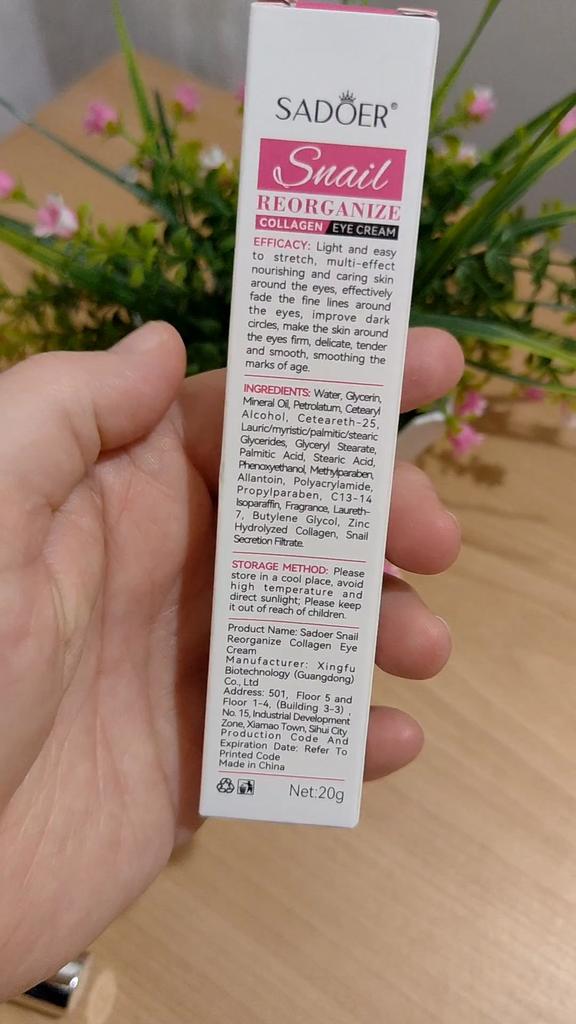 SADOER®
Snail
REORGANIZE
COLLAGEN EYE CREAM
EFFICACY: Light and easy
to stretch, multi-effect
nourishing and caring skin
around the eyes, effectively
fade the fine lines around
the eyes, improve dark
circles, make the skin around
the eyes firm, delicate, tender
and smooth, smoothing the
marks of age.
INGREDIENTS: Water, Glycerin,
Mineral Oil, Petrolatum, Cetearyl
Alcohol, Ceteareth-25,
Lauric/myristic/palmitic/stearic
Glycerides, Glyceryl Stearate,
Palmitic Acid, Stearic Acid,
Phenoxyethanol, Methylparaben,
Allantoin, Polyacrylamide,
Propylparaben, C13-14
Isoparaffin, Fragrance, Laureth-
7, Butylene Glycol, Zinc
Hydrolyzed Collagen, Snail
Secretion Filtrate.
STORAGE METHOD: Please
store in a cool place, avoid
high temperature and
direct sunlight; Please keep
it out of reach of children.
Product Name: Sadoer Snail
Reorganize Collagen Eye
Cream
Manufacturer: Xingfu
Biotechnology (Guangdong)
Co., Ltd
Address: 501, Floor 5 and
Floor 1-4, (Building 3-3) ,
No. 15, Industrial Development
Zone, Xiamao Town, Sihui City
Production Code And
Expiration Date: Refer To
Printed Code
Made in China
Net:20g